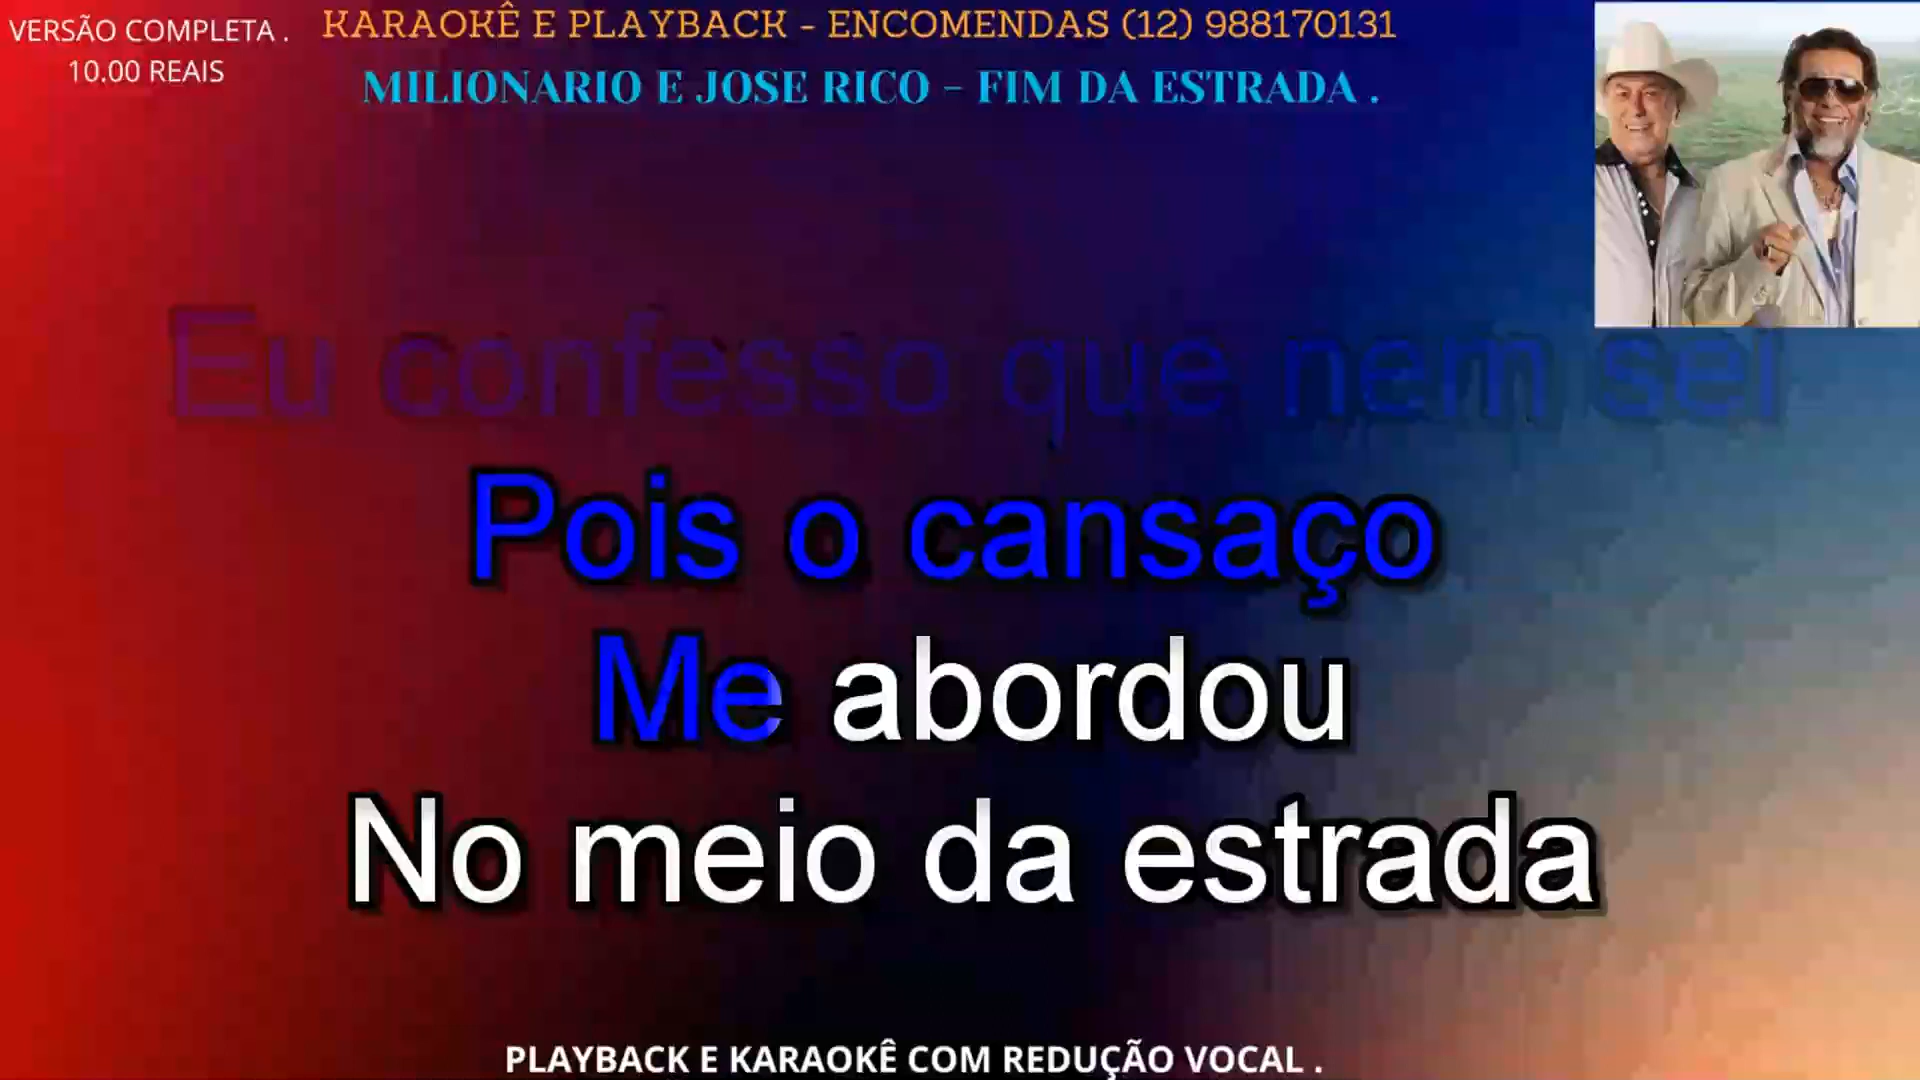 VERSÃO COMPLETA .
10.00 REAIS
KARAOKÊ E PLAYBACK - ENCOMENDAS (12) 988170131
MILIONARIO E JOSE RICO - FIM DA ESTRADA .
Eu confesso que nem sei
Pois o cansaço
Me abordou
No meio da estrada
PLAYBACK E KARAOKÊ COM REDUÇÃO VOCAL .